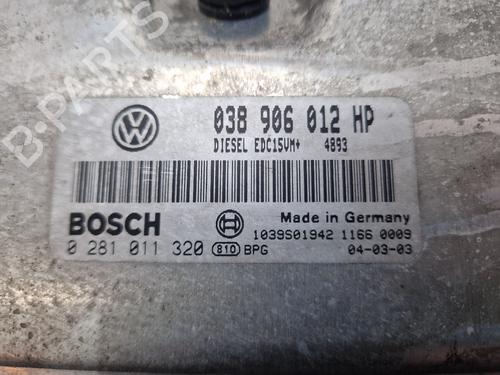 B-PARTS
038 906 012 HP
DIESEL EDC15VM+ 4893
BOSCH
Made in Germany
0 281 011 320 810 BPG
1039S01942 1166 0009
04-03-03